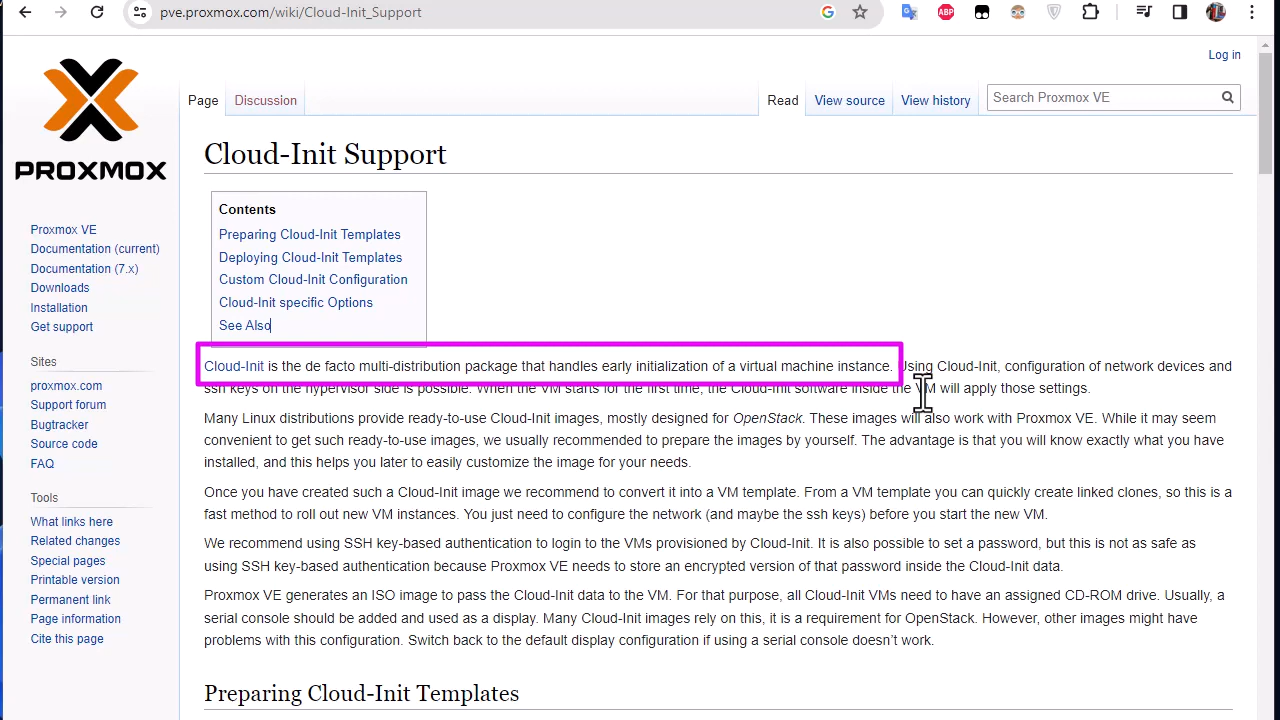 pve.proxmox.com/wiki/Cloud-Init_Support
ABP
Log in
Page
Discussion
Read
View source
View history
Search Proxmox VE
PROXMOX
Cloud-Init Support
Contents
Preparing Cloud-Init Templates
Deploying Cloud-Init Templates
Custom Cloud-Init Configuration
Cloud-Init specific Options
See Also
Proxmox VE
Documentation (current)
Documentation (7.x)
Downloads
Installation
Get support
Sites
proxmox.com
Support forum
Bugtracker
Source code
FAQ
Tools
What links here
Related changes
Special pages
Printable version
Permanent link
Page information
Cite this page
Cloud-Init is the de facto multi-distribution package that handles early initialization of a virtual machine instance. Using Cloud-Init, configuration of network devices and
ssh keys on the hypervisor side is possible. When the VM starts for the first time, the Cloud-Init software inside the VM will apply those settings.
Many Linux distributions provide ready-to-use Cloud-Init images, mostly designed for OpenStack. These images will also work with Proxmox VE. While it may seem
convenient to get such ready-to-use images, we usually recommended to prepare the images by yourself. The advantage is that you will know exactly what you have
installed, and this helps you later to easily customize the image for your needs.
Once you have created such a Cloud-Init image we recommend to convert it into a VM template. From a VM template you can quickly create linked clones, so this is a
fast method to roll out new VM instances. You just need to configure the network (and maybe the ssh keys) before you start the new VM.
We recommend using SSH key-based authentication to login to the VMs provisioned by Cloud-Init. It is also possible to set a password, but this is not as safe as
using SSH key-based authentication because Proxmox VE needs to store an encrypted version of that password inside the Cloud-Init data.
Proxmox VE generates an ISO image to pass the Cloud-Init data to the VM. For that purpose, all Cloud-Init VMs need to have an assigned CD-ROM drive. Usually, a
serial console should be added and used as a display. Many Cloud-Init images rely on this, it is a requirement for OpenStack. However, other images might have
problems with this configuration. Switch back to the default display configuration if using a serial console doesn't work.
Preparing Cloud-Init Templates